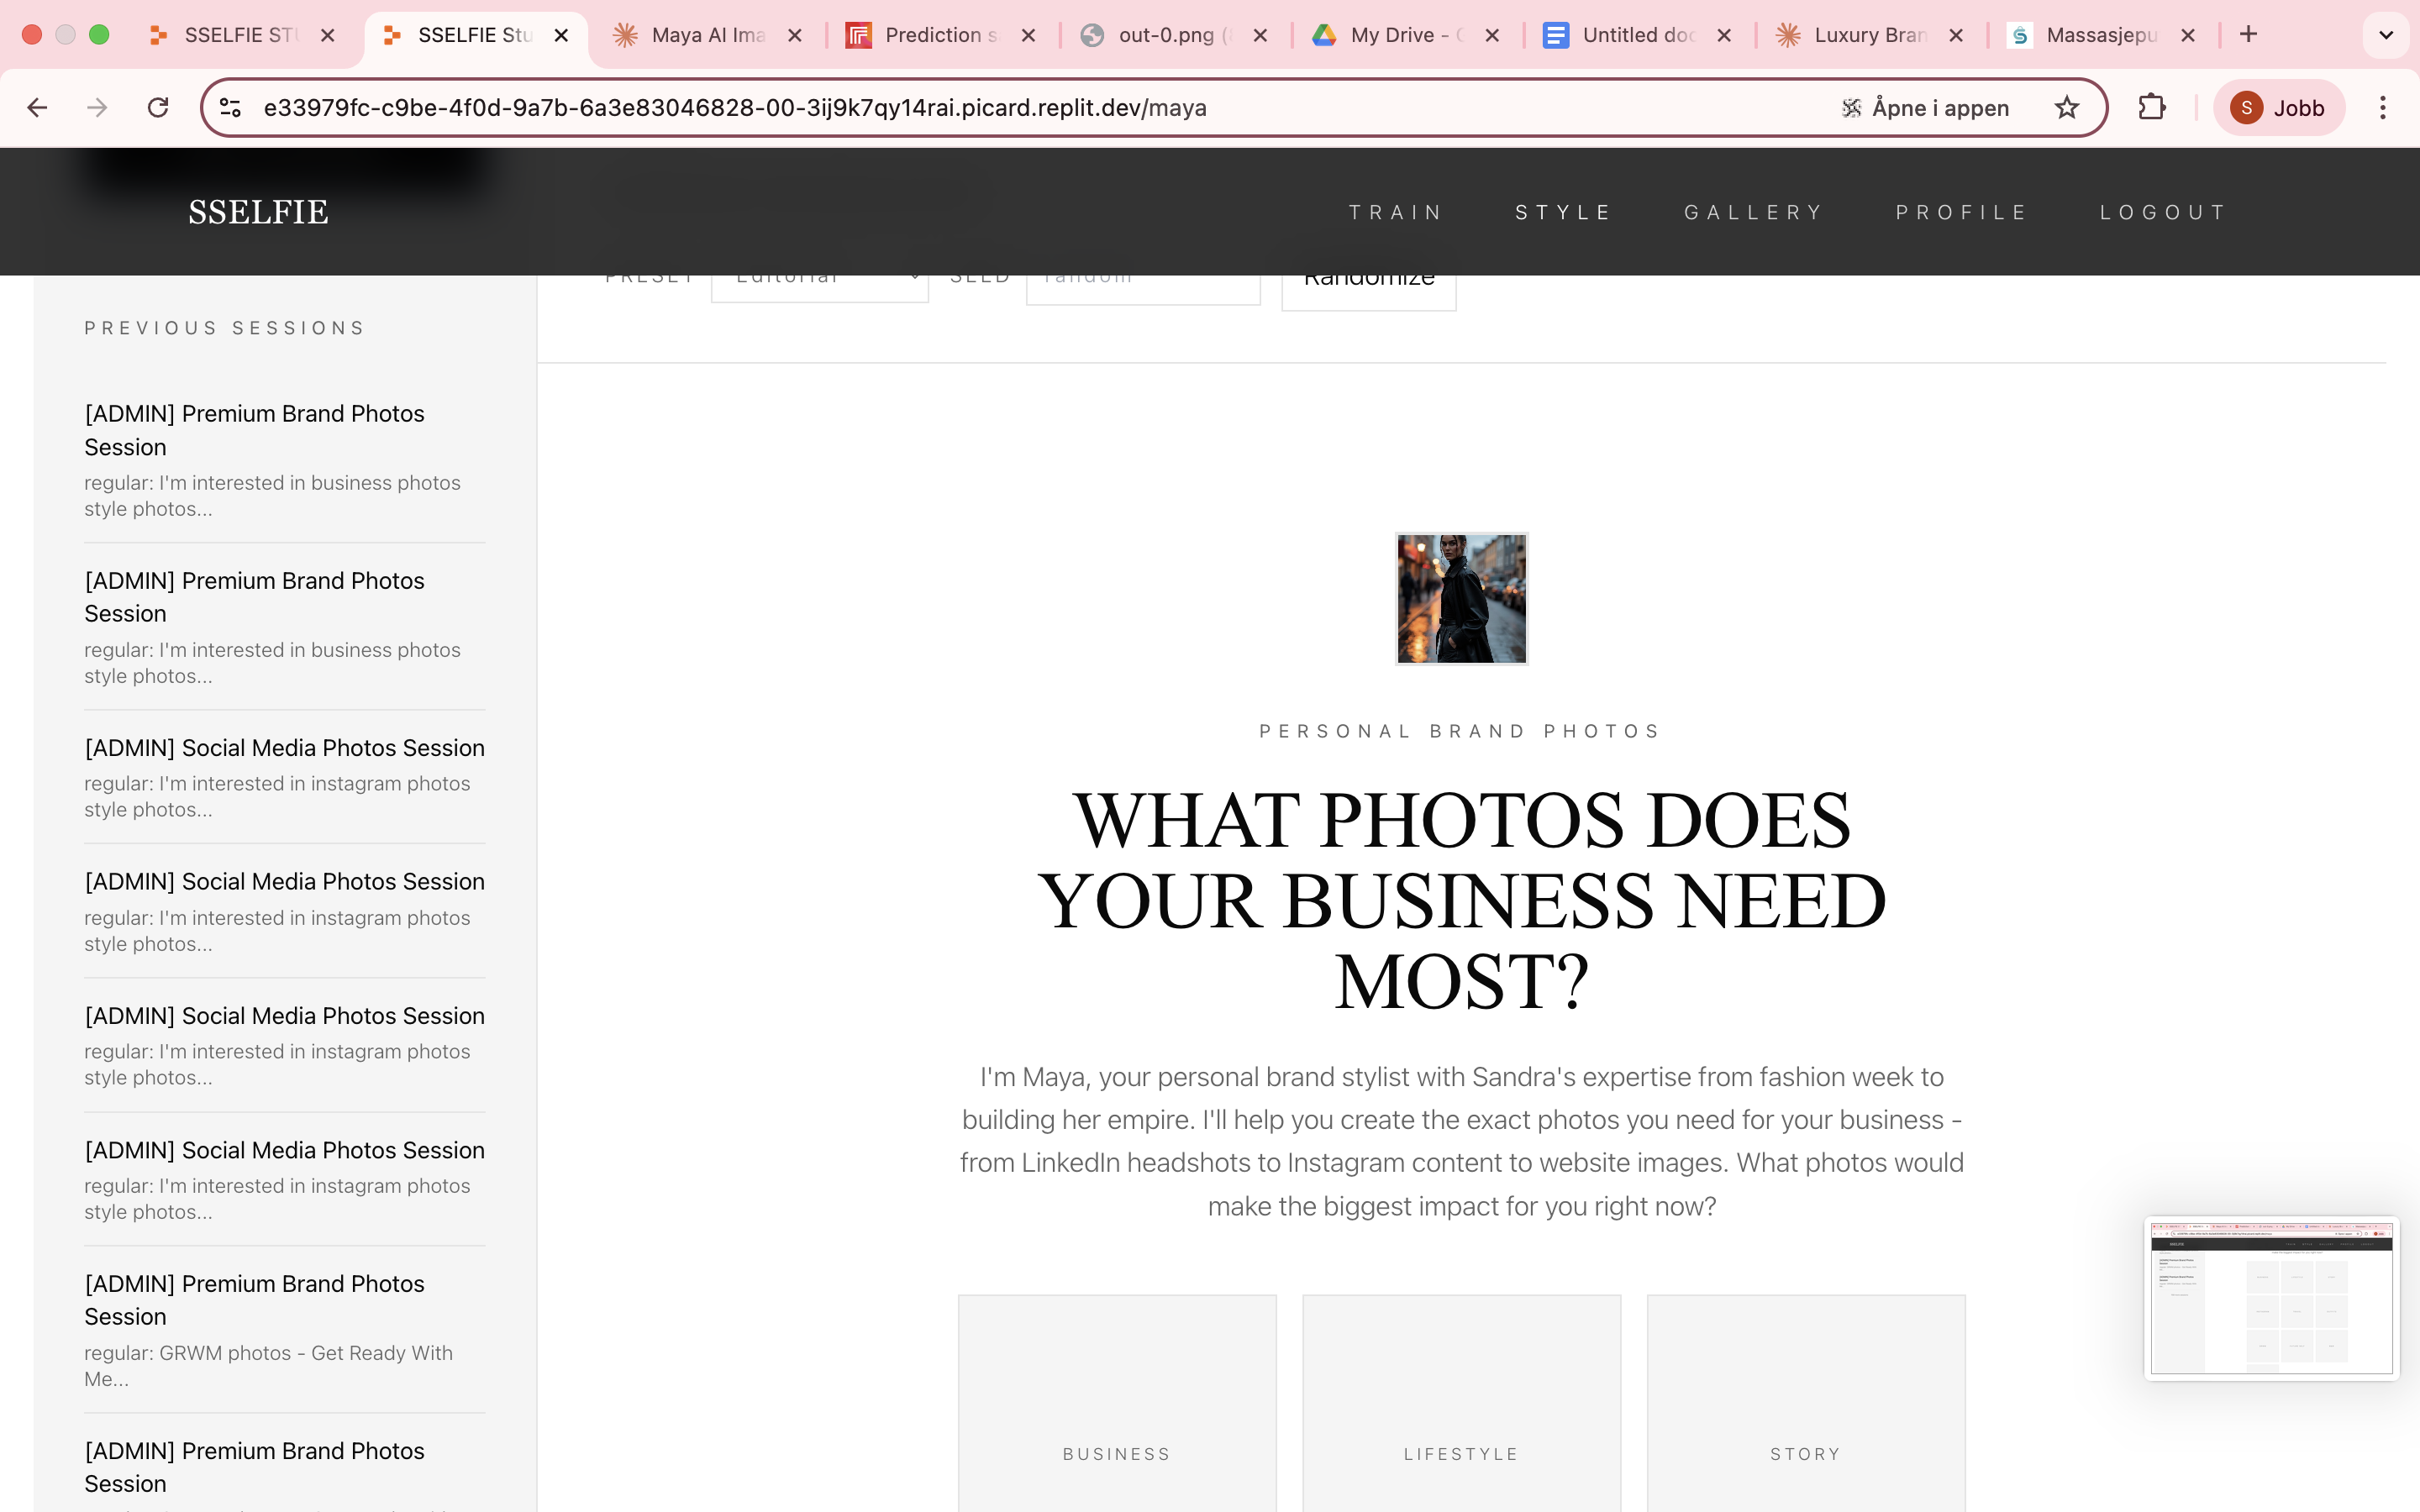 SSELFIE STU
SSELFIE Stu
Maya AI Ima
Prediction s
out-0.png (
My Drive -
Untitled doc
Luxury Bran
Massasjepu
e33979fc-c9be-4f0d-9a7b-6a3e83046828-00-3ij9k7qy14rai.picard.replit.dev/maya
Åpne i appen
S
Jobb
SSELFIE
TRAIN
STYLE
GALLERY
PROFILE
LOGOUT
PRESET
Editorial
SEED
random
Randomize
PREVIOUS SESSIONS
[ADMIN] Premium Brand Photos
Session
regular: I'm interested in business photos
style photos...
[ADMIN] Premium Brand Photos
Session
regular: I'm interested in business photos
style photos...
[ADMIN] Social Media Photos Session
regular: I'm interested in instagram photos
style photos...
[ADMIN] Social Media Photos Session
regular: I'm interested in instagram photos
style photos...
[ADMIN] Social Media Photos Session
regular: I'm interested in instagram photos
style photos...
[ADMIN] Social Media Photos Session
regular: I'm interested in instagram photos
style photos...
[ADMIN] Premium Brand Photos
Session
regular: GRWM photos - Get Ready With
Me...
[ADMIN] Premium Brand Photos
Session
PERSONAL BRAND PHOTOS
WHAT PHOTOS DOES
YOUR BUSINESS NEED
MOST?
I'm Maya, your personal brand stylist with Sandra's expertise from fashion week to
building her empire. I'll help you create the exact photos you need for your business -
from LinkedIn headshots to Instagram content to website images. What photos would
make the biggest impact for you right now?
BUSINESS
LIFESTYLE
STORY